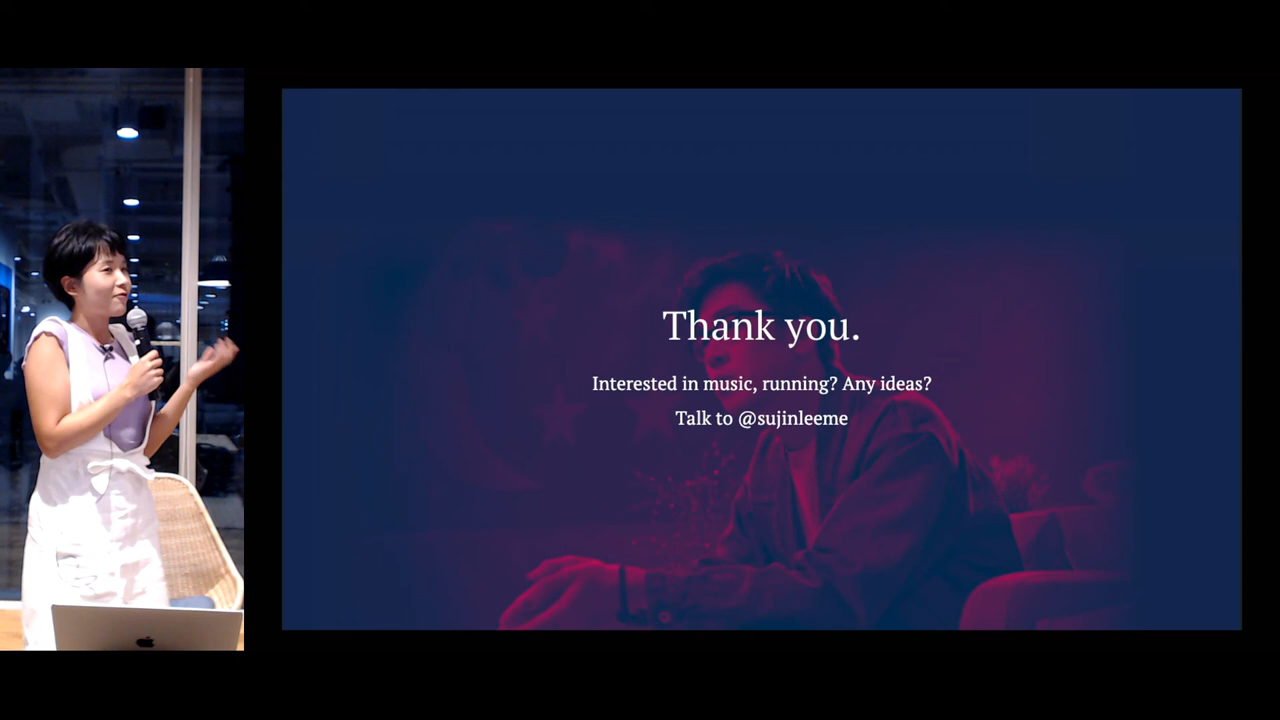 Thank you.
Interested in music, running? Any ideas?
Talk to @sujinleeme